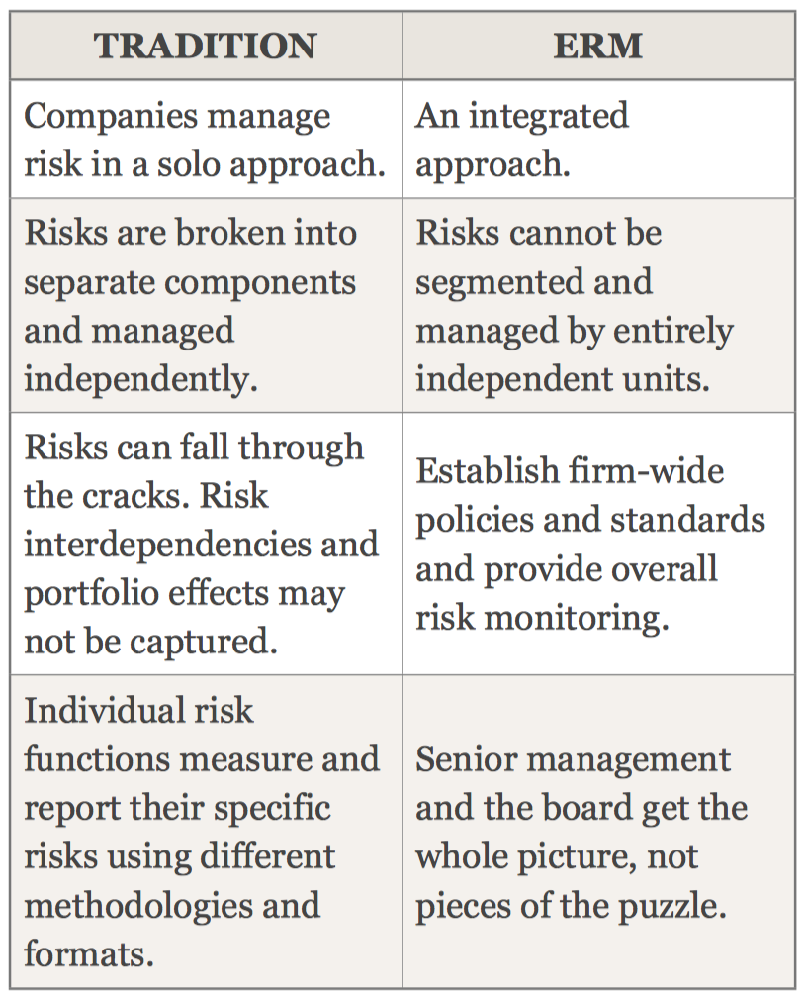 TRADITION
ERM
Companies manage
risk in a solo approach.
An integrated
approach.
Risks are broken into
separate components
and managed
independently.
Risks cannot be
segmented and
managed by entirely
independent units.
Risks can fall through
the cracks. Risk
interdependencies and
portfolio effects may
not be captured.
Establish firm-wide
policies and standards
and provide overall
risk monitoring.
Individual risk
functions measure and
report their specific
risks using different
methodologies and
formats.
Senior management
and the board get the
whole picture, not
pieces of the puzzle.